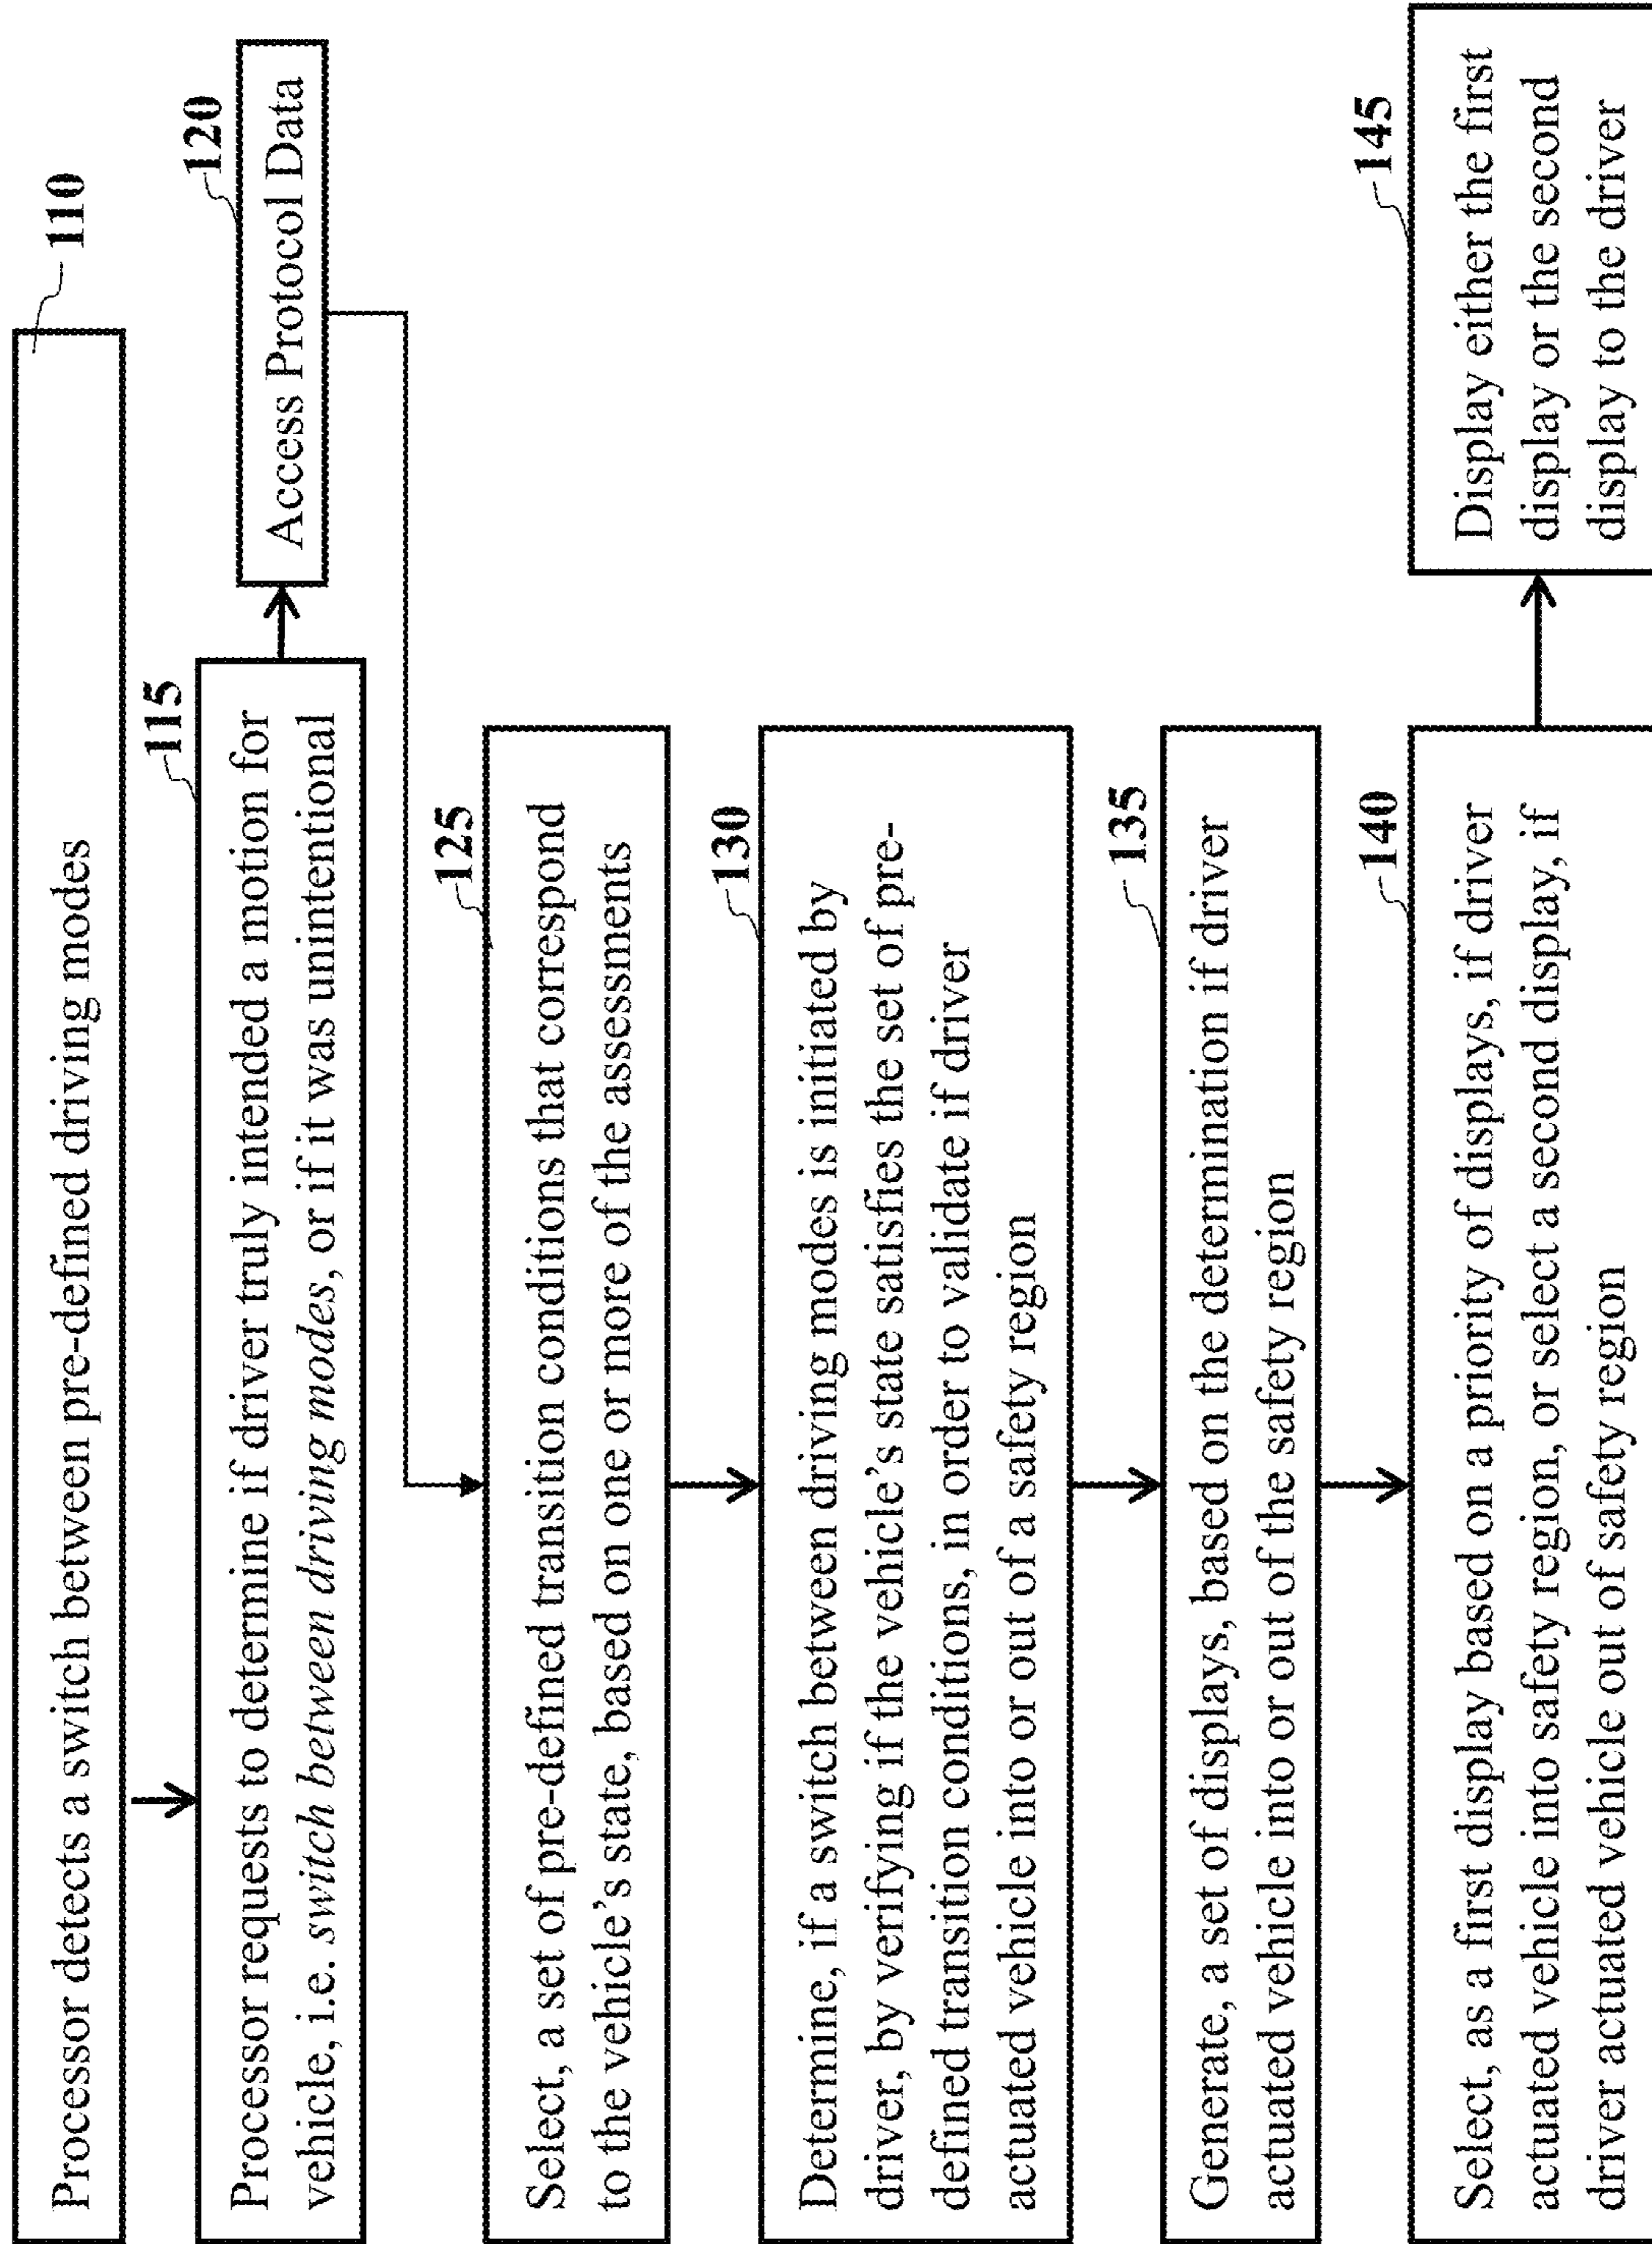 110
Processor detects a switch between pre-defined driving modes
115
Processor requests to determine if driver truly intended a motion for
vehicle, i.e. switch between driving modes, or if it was unintentional
120
Access Protocol Data
125
Select, a set of pre-defined transition conditions that correspond
to the vehicle's state, based on one or more of the assessments
130
Determine, if a switch between driving modes is initiated by
driver, by verifying if the vehicle's state satisfies the set of pre-
defined transition conditions, in order to validate if driver
actuated vehicle into or out of a safety region
135
Generate, a set of displays, based on the determination if driver
actuated vehicle into or out of the safety region
140
Select, as a first display based on a priority of displays, if driver
actuated vehicle into safety region, or select a second display, if
driver actuated vehicle out of safety region
145
Display either the first
display or the second
display to the driver